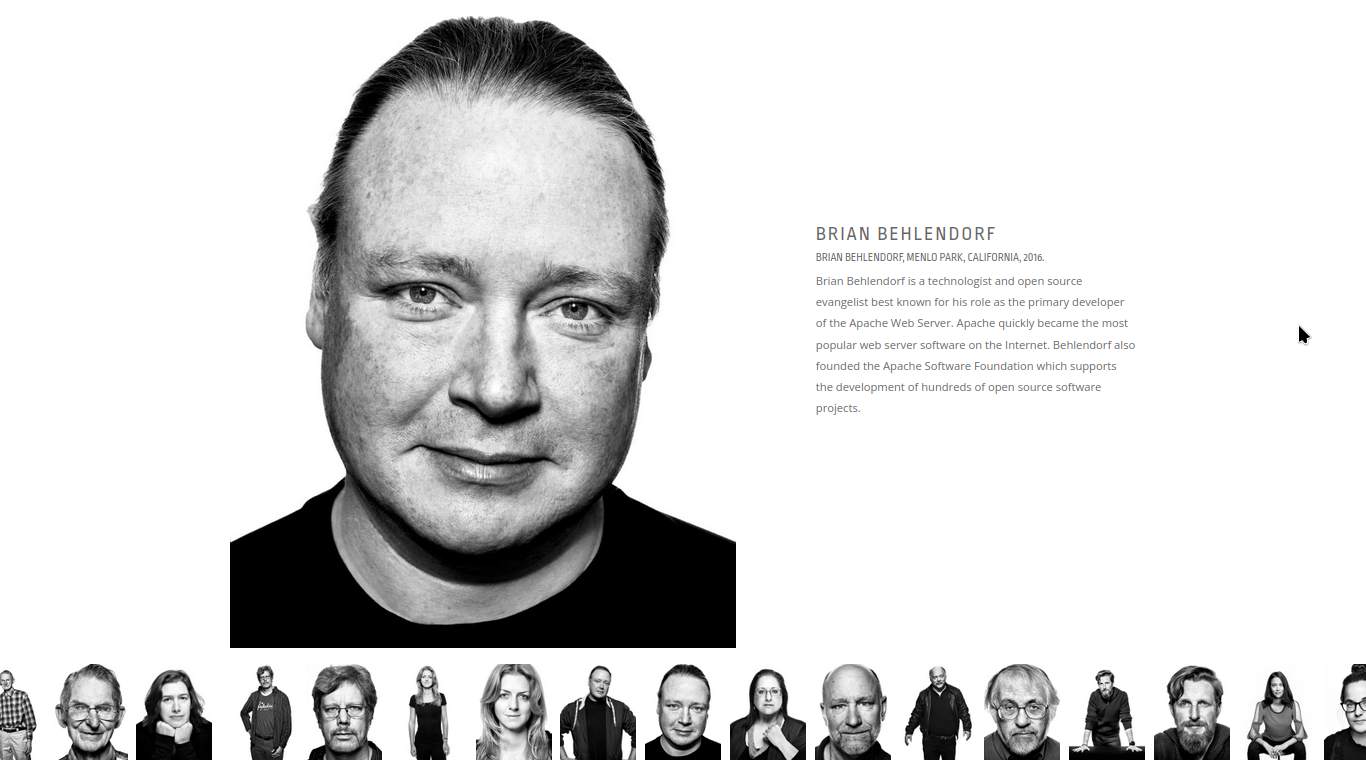 BRIAN BEHLENDORF
BRIAN BEHLENDORF, MENLO PARK, CALIFORNIA, 2016.
Brian Behlendorf is a technologist and open source
evangelist best known for his role as the primary developer
of the Apache Web Server. Apache quickly became the most
popular web server software on the Internet. Behlendorf also
founded the Apache Software Foundation which supports
the development of hundreds of open source software
projects.